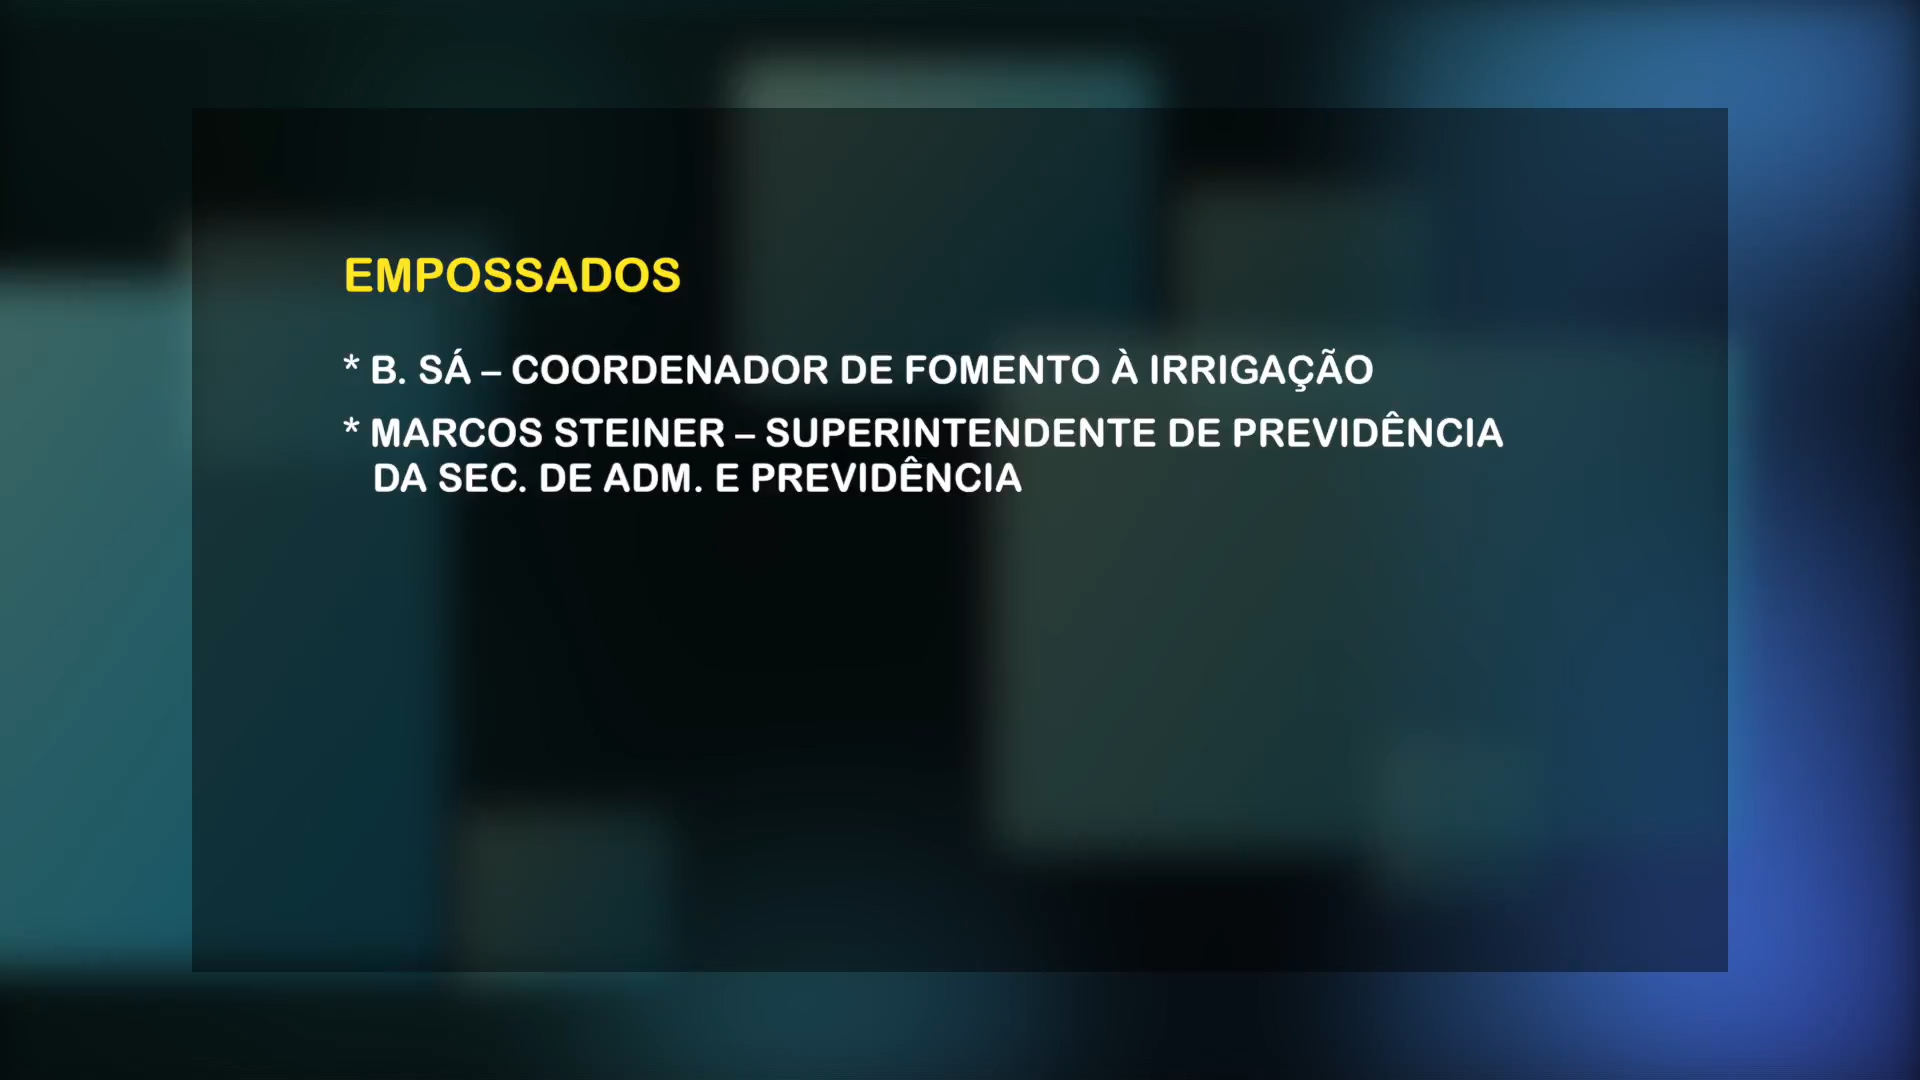 EMPOSSADOS
* B. SÁ – COORDENADOR DE FOMENTO À IRRIGAÇÃO
* MARCOS STEINER – SUPERINTENDENTE DE PREVIDÊNCIA
DA SEC. DE ADM. E PREVIDÊNCIA